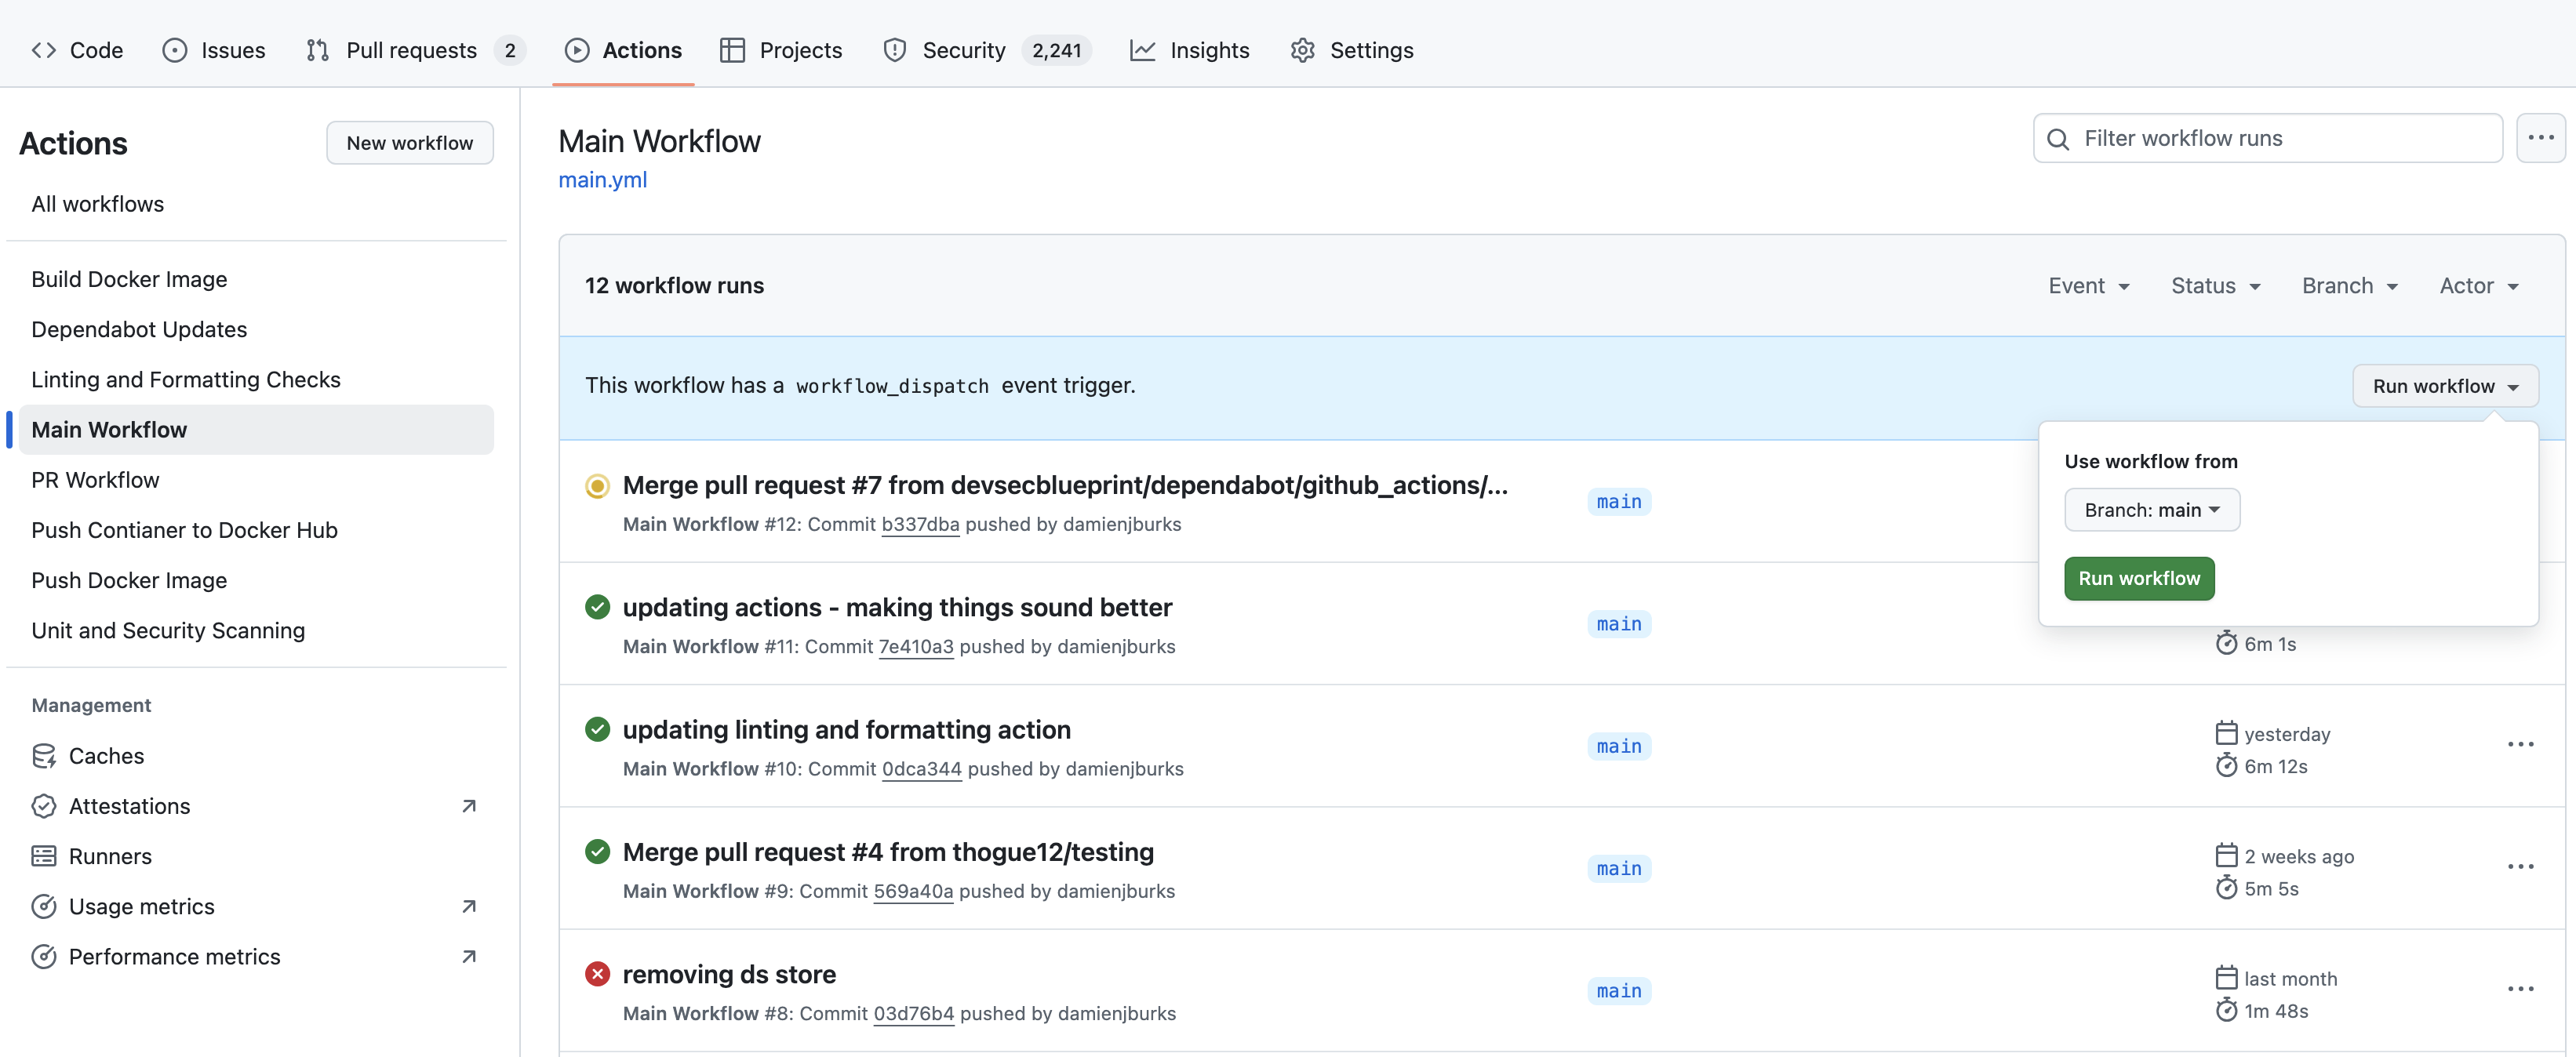 Code Issues Pull requests 2 Actions Projects Security 2,241 Insights Settings
Actions New workflow
All workflows
Build Docker Image
Dependabot Updates
Linting and Formatting Checks
Main Workflow
PR Workflow
Push Contianer to Docker Hub
Push Docker Image
Unit and Security Scanning
Management
Caches
Attestations
Runners
Usage metrics
Performance metrics
Main Workflow
main.yml
Filter workflow runs
12 workflow runs Event Status Branch Actor
This workflow has a workflow_dispatch event trigger. Run workflow
Use workflow from
Branch: main
Run workflow
Merge pull request #7 from devsecblueprint/dependabot/github_actions/...
Main Workflow #12: Commit b337dba pushed by damienjburks
main
updating actions - making things sound better
Main Workflow #11: Commit 7e410a3 pushed by damienjburks
main
6m 1s
updating linting and formatting action
Main Workflow #10: Commit 0dca344 pushed by damienjburks
main
yesterday
6m 12s
Merge pull request #4 from thogue12/testing
Main Workflow #9: Commit 569a40a pushed by damienjburks
main
2 weeks ago
5m 5s
removing ds store
Main Workflow #8: Commit 03d76b4 pushed by damienjburks
main
last month
1m 48s